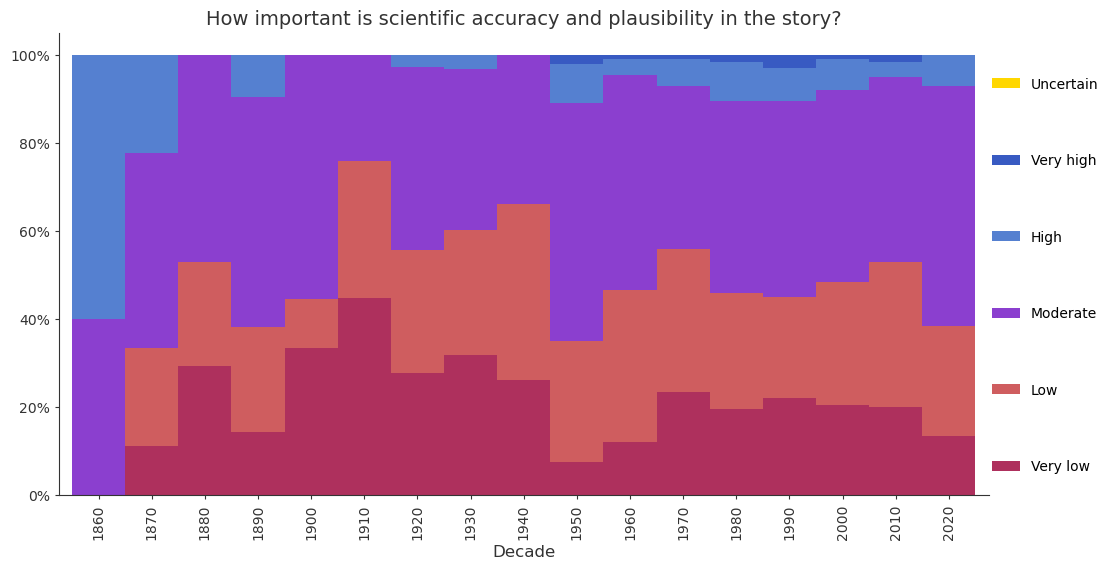 How important is scientific accuracy and plausibility in the story?
100%
80%
60%
40%
20%
0%
1860
1870
1880
1890
1900
1910
1920
1930
1940
1950
1960
1970
1980
1990
2000
2010
2020
Decade
Uncertain
Very high
High
Moderate
Low
Very low